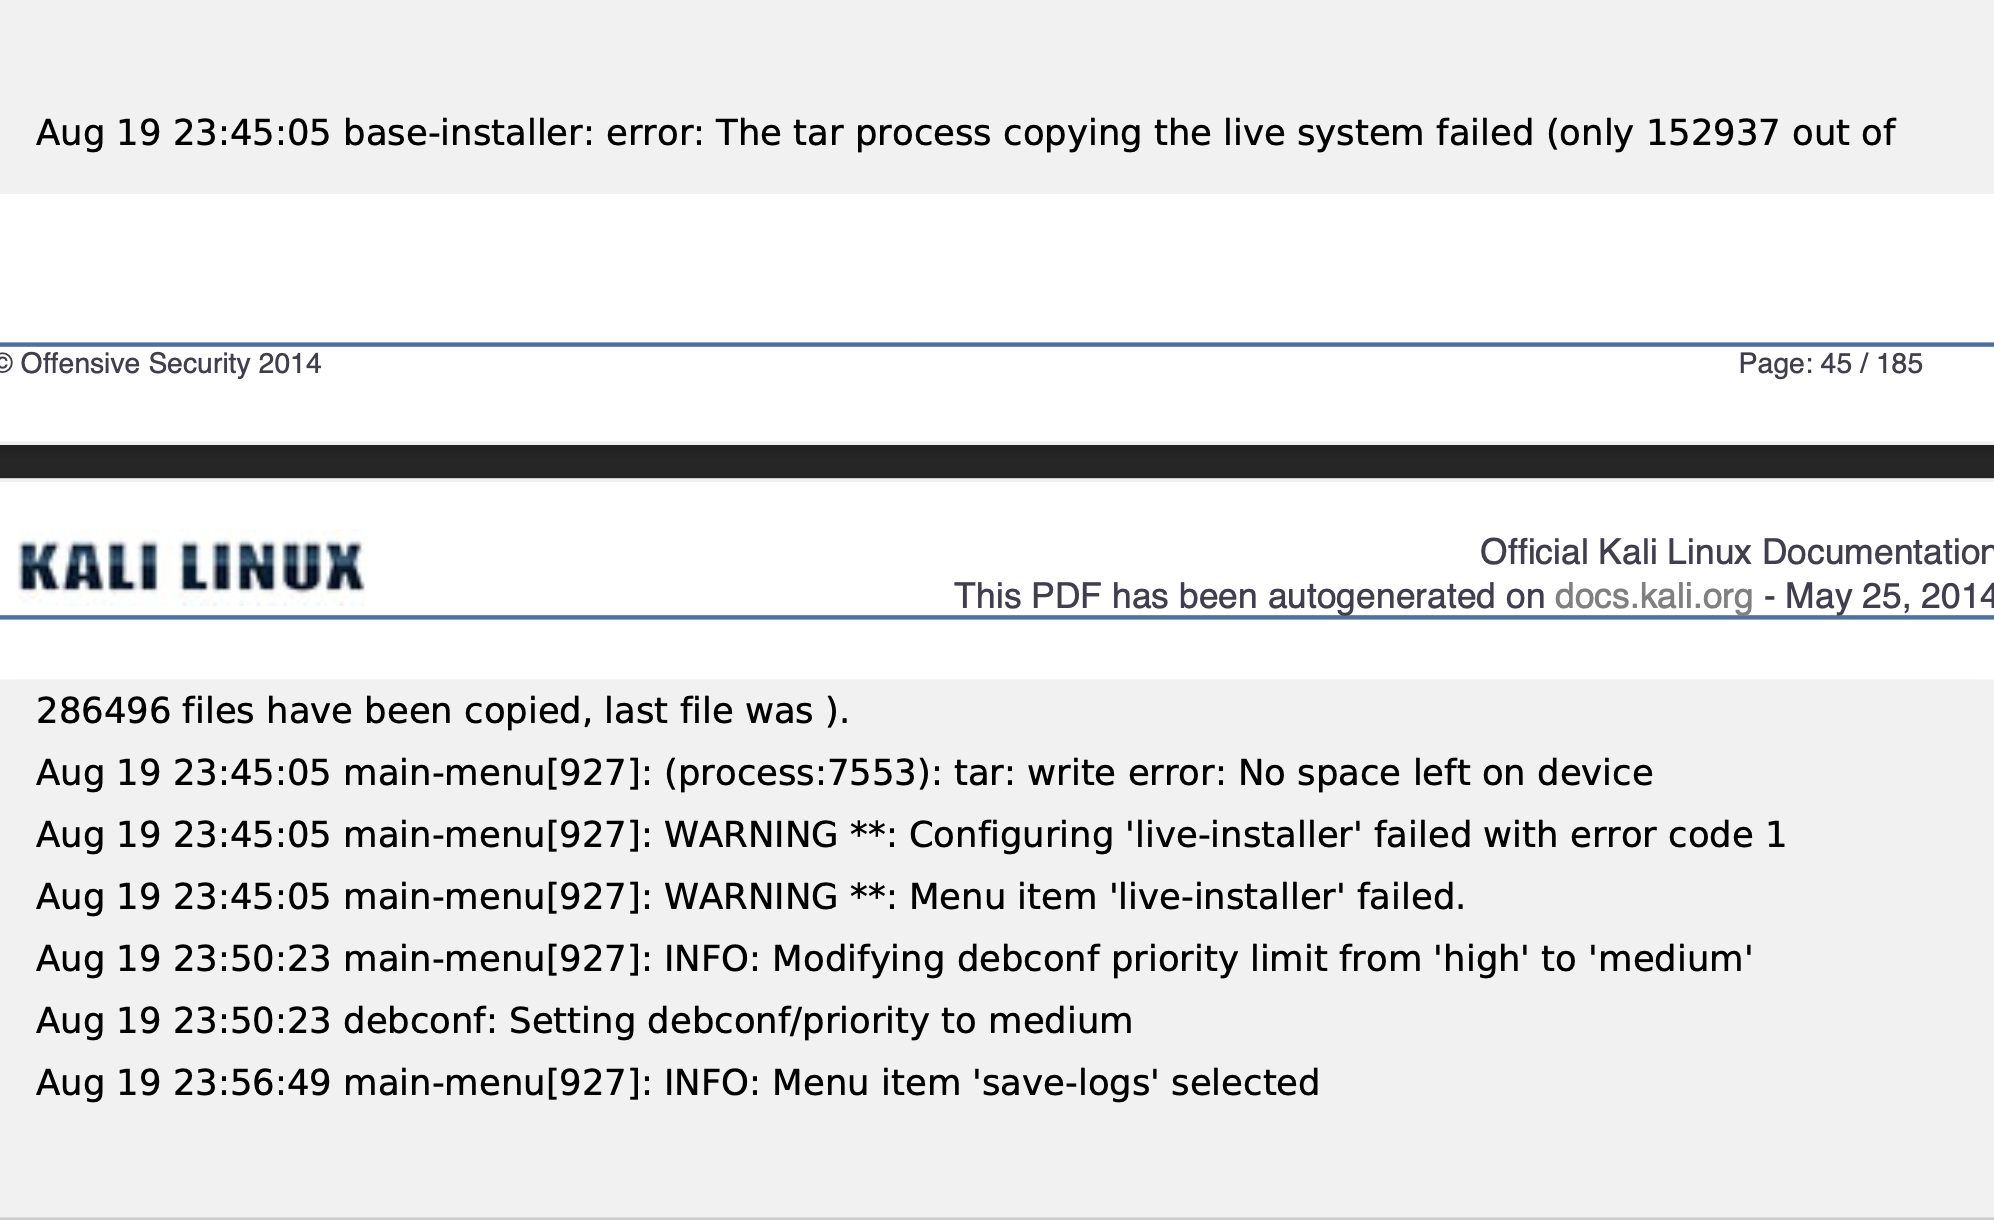 Aug 19 23:45:05 base-installer: error: The tar process copying the live system failed (only 152937 out of
© Offensive Security 2014
Page: 45 / 185
KALI LINUX
Official Kali Linux Documentation
This PDF has been autogenerated on docs.kali.org - May 25, 2014
286496 files have been copied, last file was ).
Aug 19 23:45:05 main-menu[927]: (process:7553): tar: write error: No space left on device
Aug 19 23:45:05 main-menu[927]: WARNING **: Configuring 'live-installer' failed with error code 1
Aug 19 23:45:05 main-menu[927]: WARNING **: Menu item 'live-installer' failed.
Aug 19 23:50:23 main-menu[927]: INFO: Modifying debconf priority limit from 'high' to 'medium'
Aug 19 23:50:23 debconf: Setting debconf/priority to medium
Aug 19 23:56:49 main-menu[927]: INFO: Menu item 'save-logs' selected